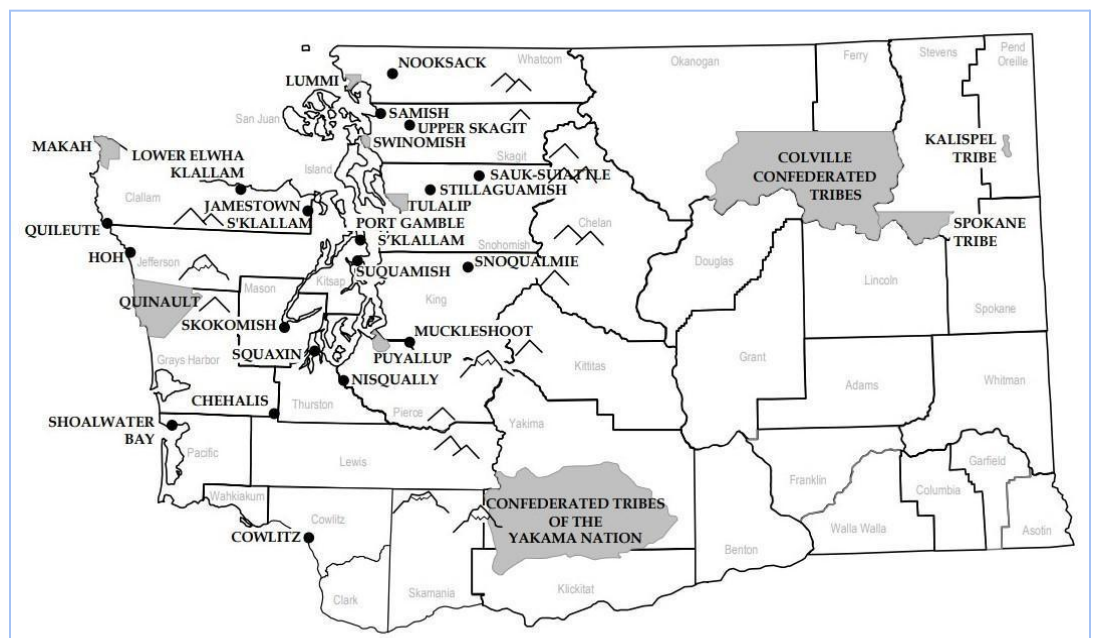 NOOKSACK
Whatcom
Okanogan
Ferry
Stevens
Pend
Oreille
LUMMI
San Juan
SAMISH
UPPER SKAGIT
SWINOMISH
Skagit
MAKAH
LOWER ELWHA
KLALLAM
Island
Clallam
JAMESTOWN
S'KLALLAM
SAUK-SUIATTLE
STILLAGUAMISH
TULALIP
PORT GAMBLE
S'KLALLAM
Snohomish
Chelan
COLVILLE
CONFEDERATED
TRIBES
KALISPEL
TRIBE
SPOKANE
TRIBE
QUILEUTE
HOH
Jefferson
SUQUAMISH
SNOQUALMIE
Douglas
Lincoln
Spokane
Mason
Kitsap
King
QUINAULT
SKOKOMISH
MUCKLESHOOT
SQUAXIN
PUYALLUP
Grays Harbor
NISQUALLY
Kittitas
Grant
Adams
Whitman
CHEHALIS
Thurston
Pierce
Yakima
SHOALWATER
BAY
Pacific
Lewis
Wahkiakum
Cowlitz
COWLITZ
CONFEDERATED TRIBES
OF THE
YAKAMA NATION
Franklin
Garfield
Columbia
Walla Walla
Asotin
Benton
Klickitat
Skamania
Clark